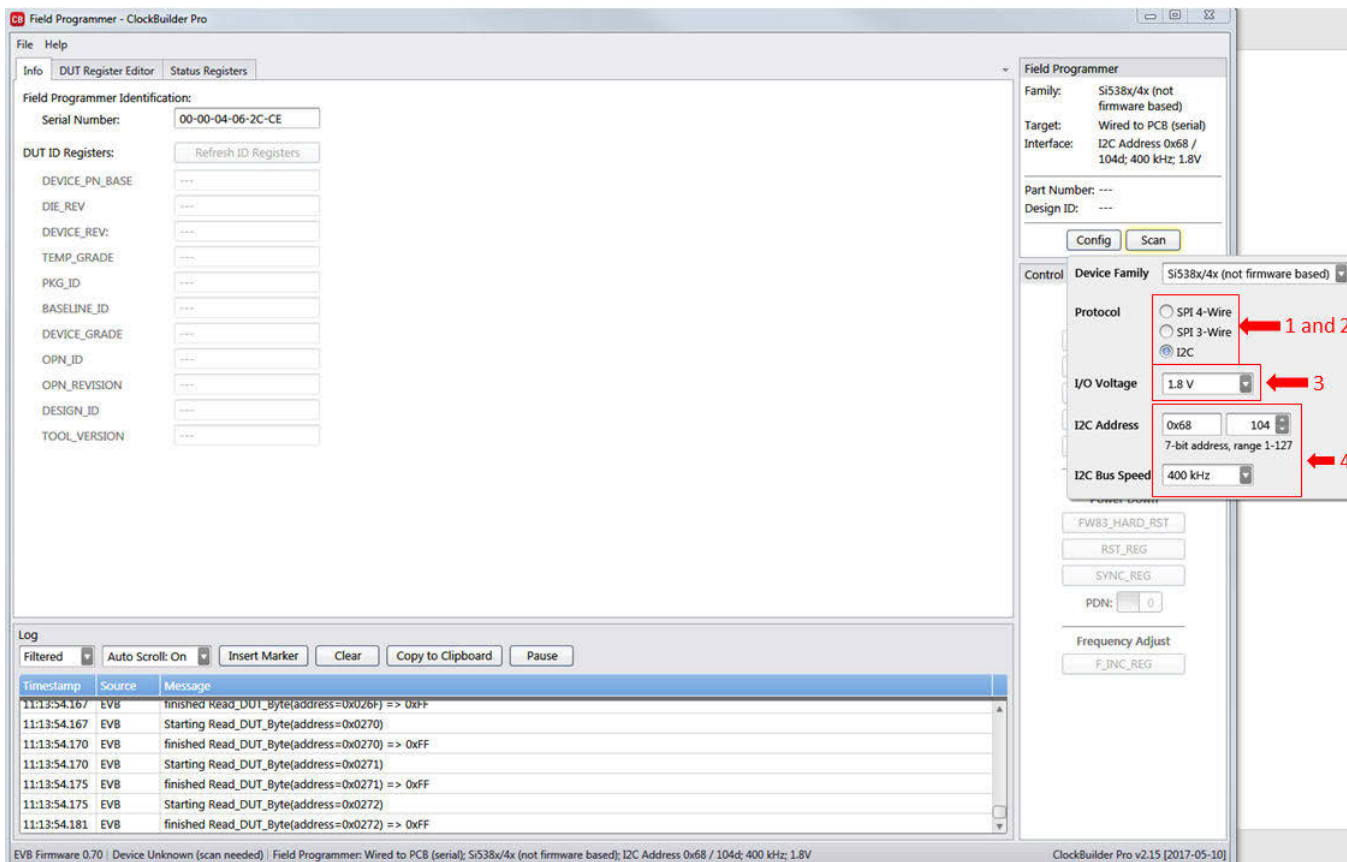 CB Field Programmer - ClockBuilder Pro
File Help
Info DUT Register Editor Status Registers
Field Programmer Identification:
Serial Number: 00-00-04-06-2C-CE
DUT ID Registers: Refresh ID Registers
DEVICE_PN_BASE ---
DIE_REV ---
DEVICE_REV: ---
TEMP_GRADE ---
PKG_ID ---
BASELINE_ID ---
DEVICE_GRADE ---
OPN_ID ---
OPN_REVISION ---
DESIGN_ID ---
TOOL_VERSION ---
Field Programmer
Family: Si538x/4x (not
firmware based)
Target: Wired to PCB (serial)
Interface: I2C Address 0x68 /
104d; 400 kHz; 1.8V
Part Number: ---
Design ID: ---
Config Scan
Control
Device Family Si538x/4x (not firmware based)
Protocol SPI 4-Wire
SPI 3-Wire
I2C
1 and 2
I/O Voltage 1.8 V
3
I2C Address 0x68 104
7-bit address, range 1-127
4
I2C Bus Speed 400 kHz
Power Down
FW83_HARD_RST
RST_REG
SYNC_REG
PDN: 0
Frequency Adjust
F_INC_REG
Log
Filtered Auto Scroll: On Insert Marker Clear Copy to Clipboard Pause
Timestamp Source Message
11:13:54.167 EVB finished Read_DUT_Byte(address=0x026F) => 0xFF
11:13:54.167 EVB Starting Read_DUT_Byte(address=0x0270)
11:13:54.170 EVB finished Read_DUT_Byte(address=0x0270) => 0xFF
11:13:54.170 EVB Starting Read_DUT_Byte(address=0x0271)
11:13:54.175 EVB finished Read_DUT_Byte(address=0x0271) => 0xFF
11:13:54.175 EVB Starting Read_DUT_Byte(address=0x0272)
11:13:54.181 EVB finished Read_DUT_Byte(address=0x0272) => 0xFF
EVB Firmware 0.70 | Device Unknown (scan needed) | Field Programmer: Wired to PCB (serial); Si538x/4x (not firmware based); I2C Address 0x68 / 104d; 400 kHz; 1.8V
ClockBuilder Pro v2.15 [2017-05-10]